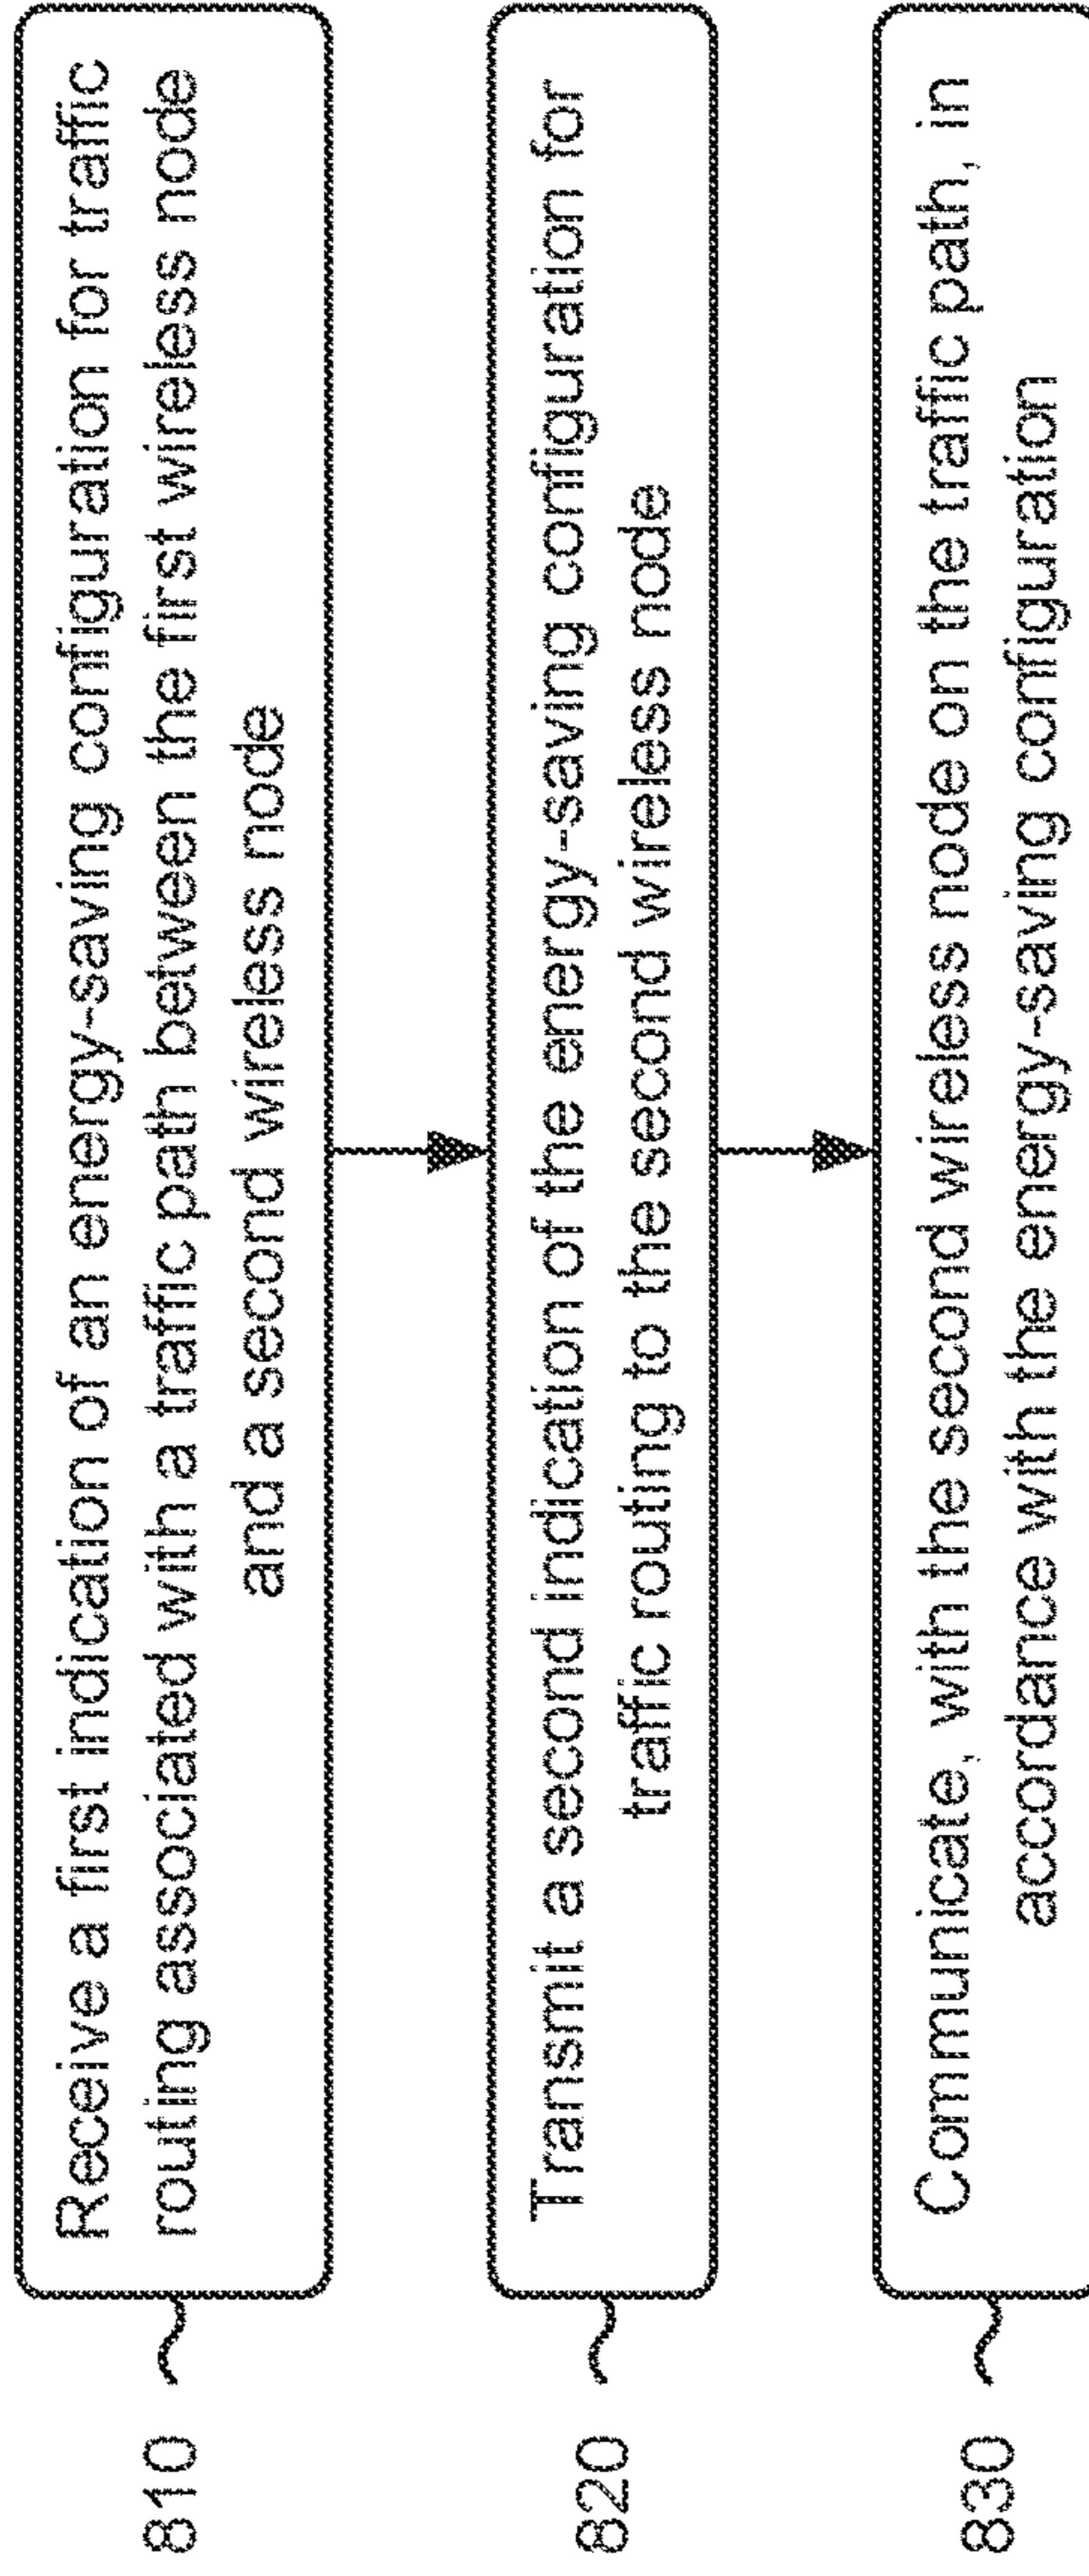 810
Receive a first indication of an energy-saving configuration for traffic
routing associated with a traffic path between the first wireless node
and a second wireless node
820
Transmit a second indication of the energy-saving configuration for
traffic routing to the second wireless node
830
Communicate, with the second wireless node on the traffic path, in
accordance with the energy-saving configuration